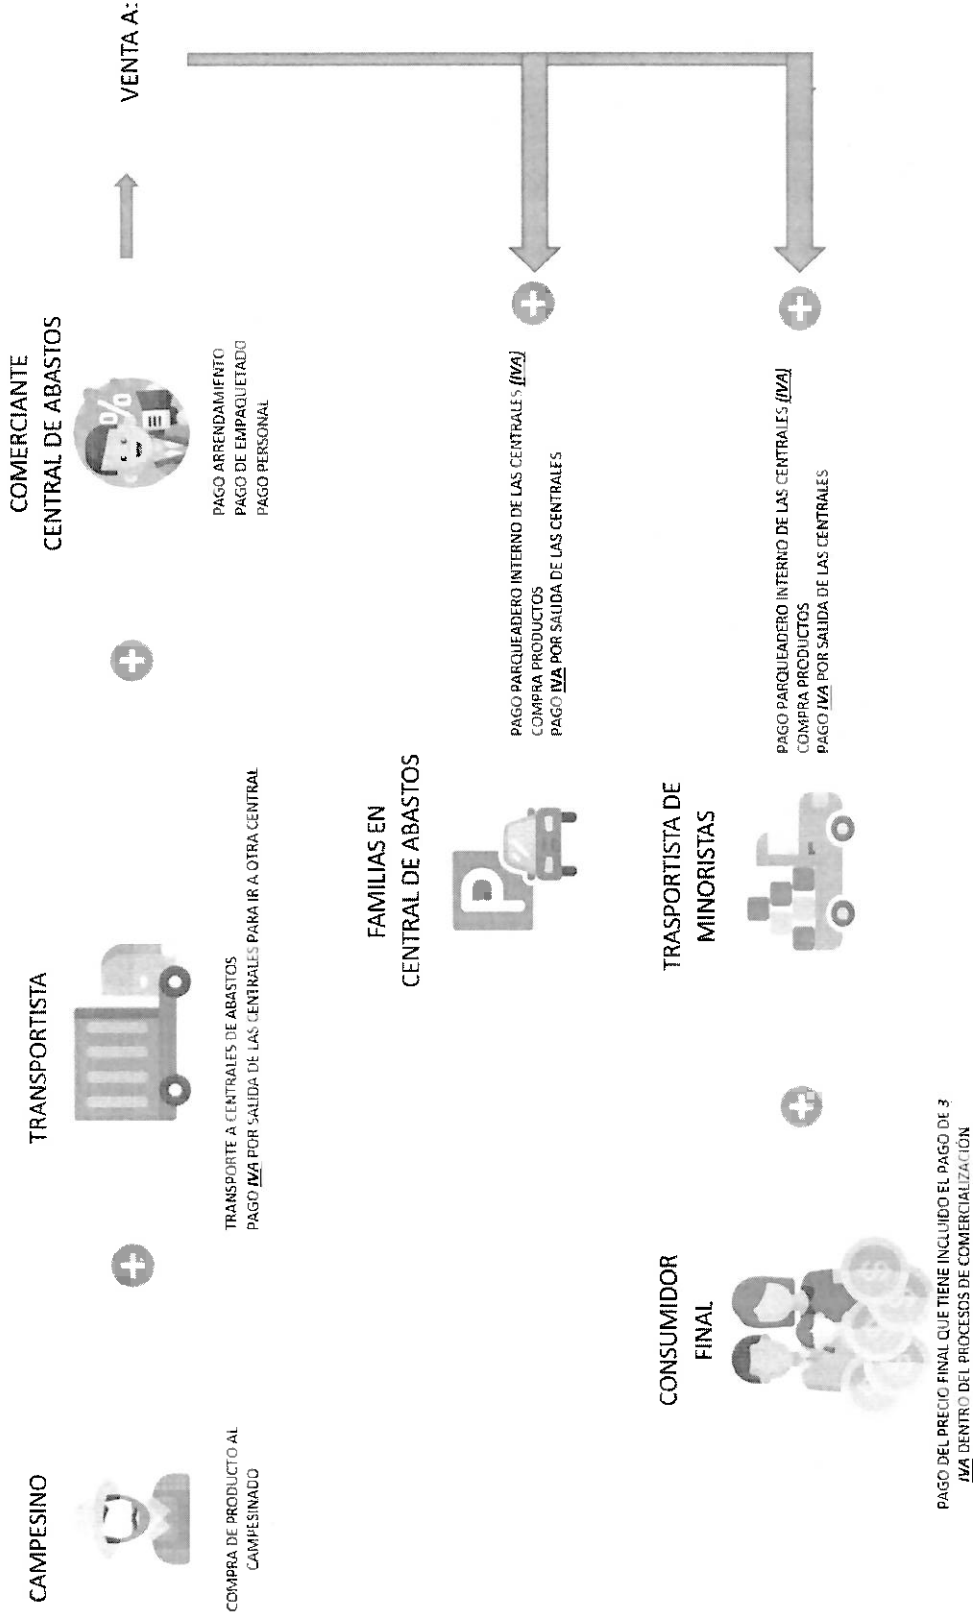 CAMPESINO
COMPRA DE PRODUCTO AL
CAMPESINADO
TRANSPORTISTA
TRANSPORTE A CENTRALES DE ABASTOS
PAGO IVA POR SALIDA DE LAS CENTRALES PARA IR A OTRA CENTRAL
COMERCIANTE
CENTRAL DE ABASTOS
%
PAGO ARRENDAMIENTO
PAGO DE EMPAQUETADO
PAGO PERSONAL
VENTA A:
FAMILIAS EN
CENTRAL DE ABASTOS
P
PAGO PARQUEADERO INTERNO DE LAS CENTRALES (IVA)
COMPRA PRODUCTOS
PAGO IVA POR SALIDA DE LAS CENTRALES
CONSUMIDOR
FINAL
$
PAGO DEL PRECIO FINAL QUE TIENE INCLUIDO EL PAGO DE 3
IVA DENTRO DEL PROCESOS DE COMERCIALIZACIÓN
TRASPORTISTA DE
MINORISTAS
PAGO PARQUEADERO INTERNO DE LAS CENTRALES (IVA)
COMPRA PRODUCTOS
PAGO IVA POR SALIDA DE LAS CENTRALES